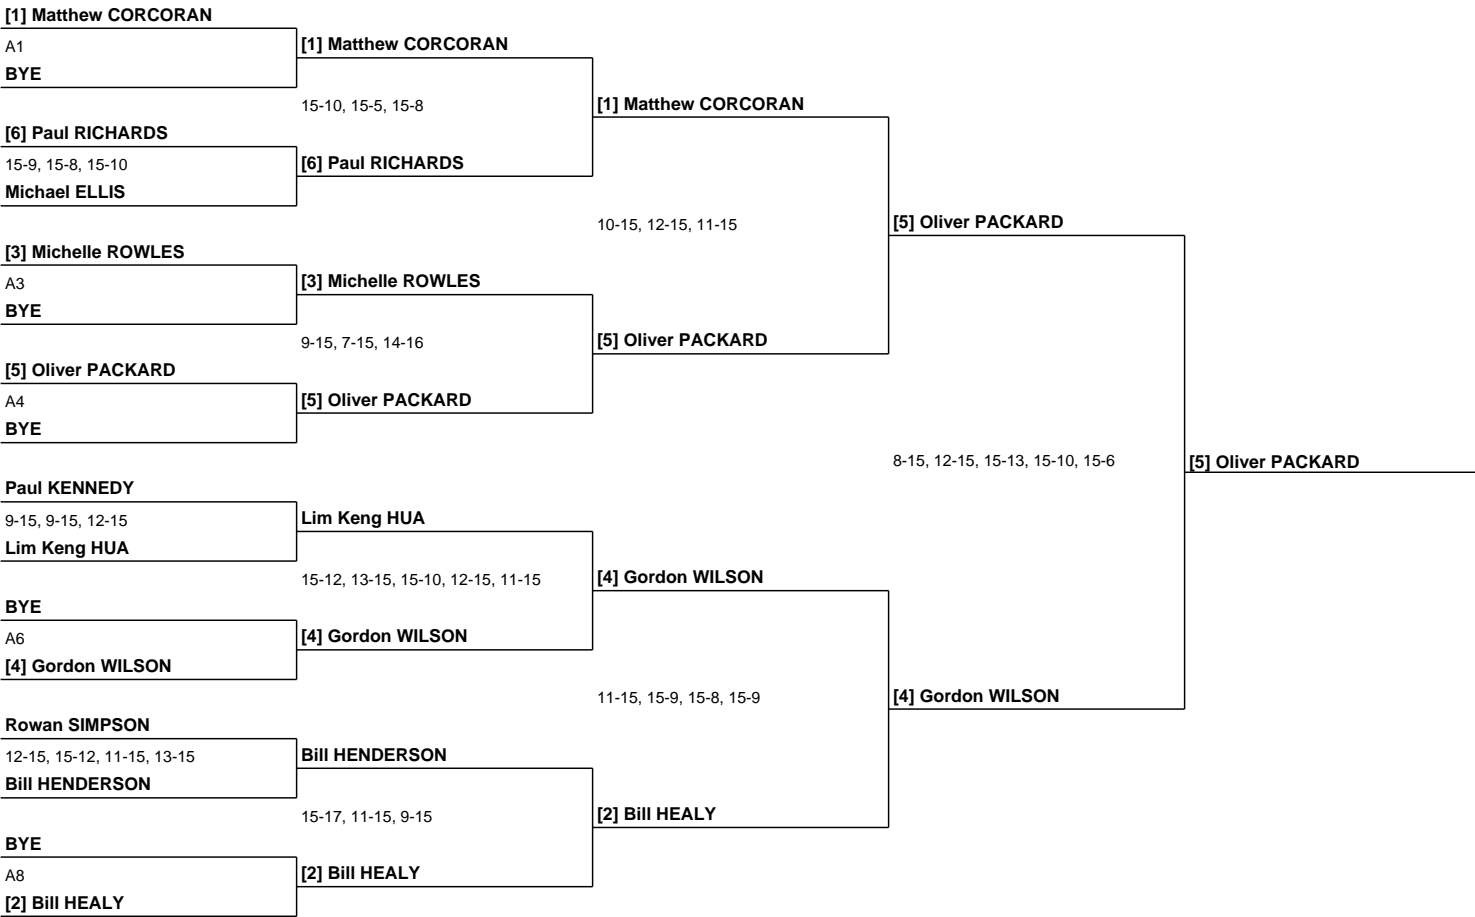 [1] Matthew CORCORAN
A1
BYE
[6] Paul RICHARDS
15-9, 15-8, 15-10
Michael ELLIS
[3] Michelle ROWLES
A3
BYE
[5] Oliver PACKARD
A4
BYE
Paul KENNEDY
9-15, 9-15, 12-15
Lim Keng HUA
BYE
A6
[4] Gordon WILSON
Rowan SIMPSON
12-15, 15-12, 11-15, 13-15
Bill HENDERSON
BYE
A8
[2] Bill HEALY
[1] Matthew CORCORAN
15-10, 15-5, 15-8
[6] Paul RICHARDS
[3] Michelle ROWLES
9-15, 7-15, 14-16
[5] Oliver PACKARD
Lim Keng HUA
15-12, 13-15, 15-10, 12-15, 11-15
[4] Gordon WILSON
Bill HENDERSON
15-17, 11-15, 9-15
[2] Bill HEALY
[1] Matthew CORCORAN
10-15, 12-15, 11-15
[5] Oliver PACKARD
[4] Gordon WILSON
11-15, 15-9, 15-8, 15-9
[2] Bill HEALY
[5] Oliver PACKARD
8-15, 12-15, 15-13, 15-10, 15-6
[4] Gordon WILSON
[5] Oliver PACKARD